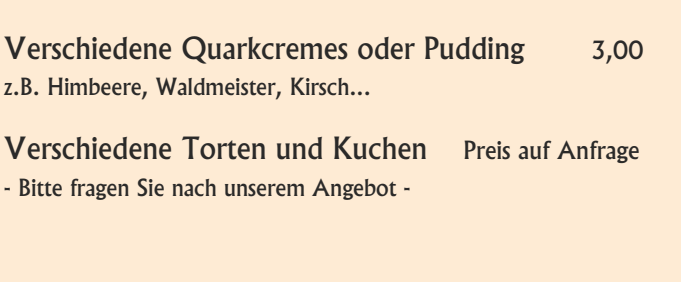 Verschiedene Quarkcremes oder Pudding 3,00
z.B. Himbeere, Waldmeister, Kirsch...
Verschiedene Torten und Kuchen Preis auf Anfrage
- Bitte fragen Sie nach unserem Angebot -